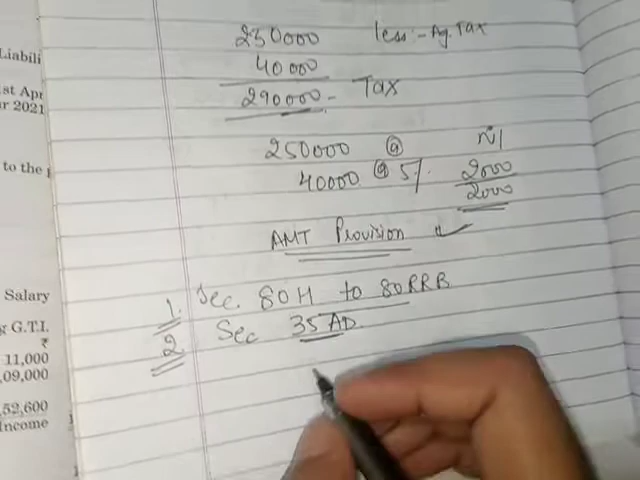 Liabili
1st Apr
r 2021
to the
Salary
g G.T.I.
₹
11,000
,09,000
,52,600
Income
230000 less :- Ag. Tax
40000
290000 - Tax
250000 @ Nil
40000 @ 5%. 2000
2000
AMT Provision
1. Sec. 80H to 80RRB
2 Sec 35AD.